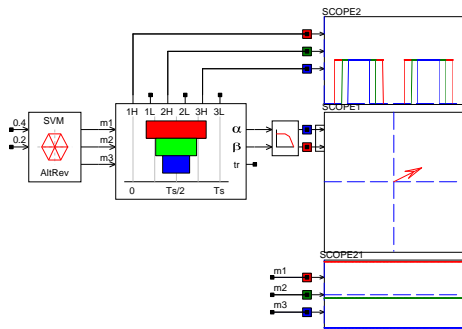 SCOPE2
1H 1L 2H 2L 3H 3L
0.4
0.2
SVM
AltRev
m1
m2
m3
0 Ts/2 Ts
α
β
tr
SCOPE1
SCOPE21
m1
m2
m3